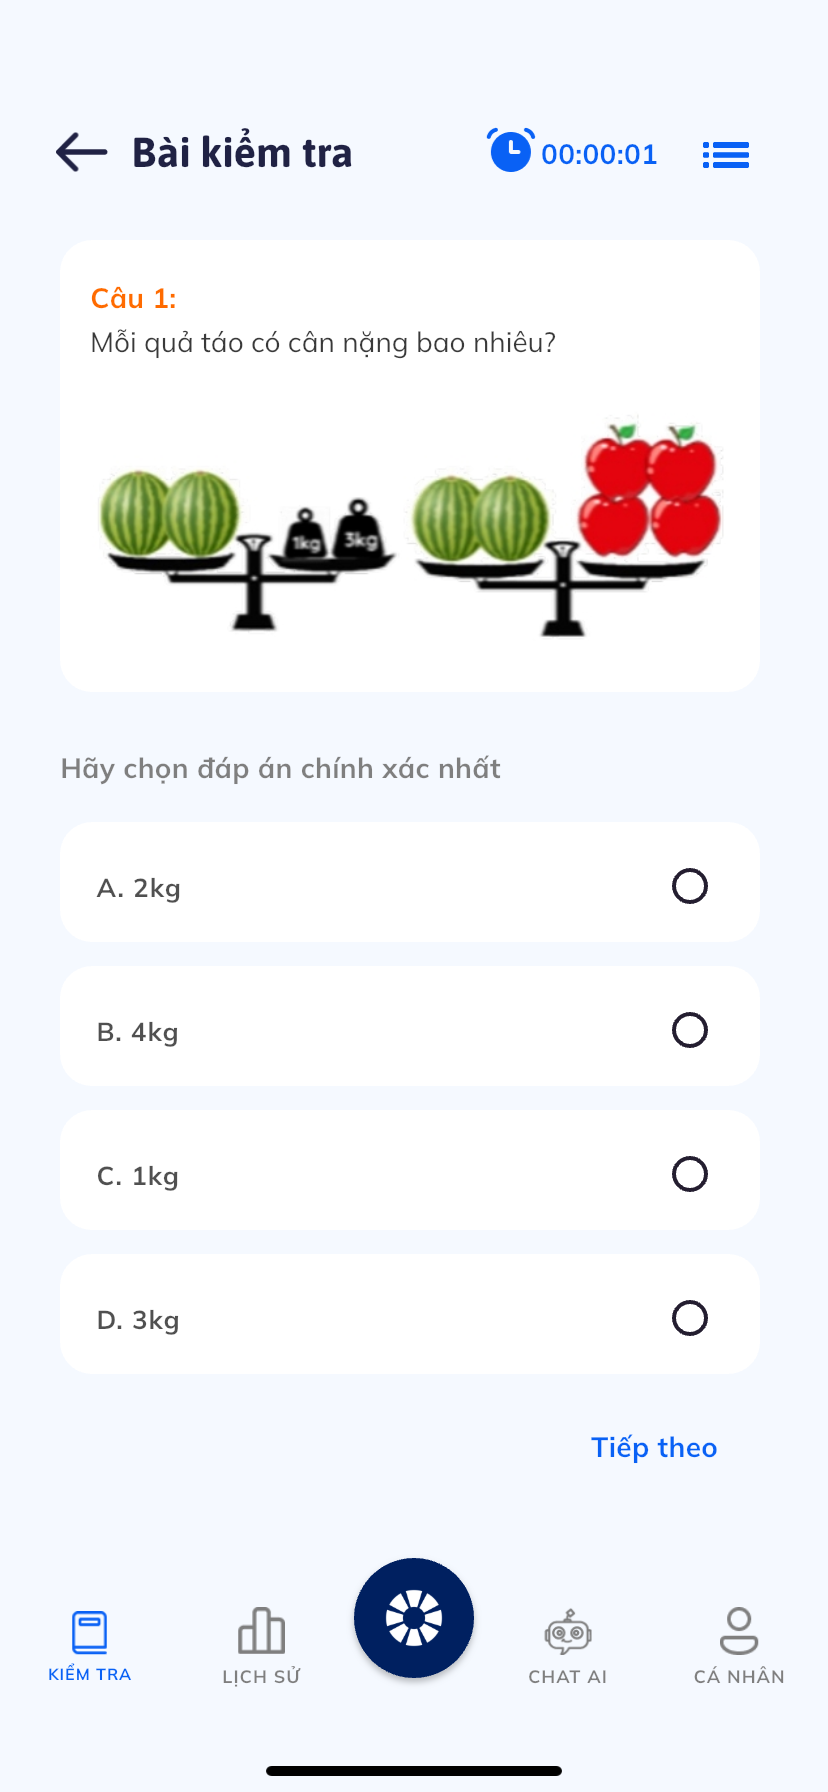 Bài kiểm tra
00:00:01
Câu 1:
Mỗi quả táo có cân nặng bao nhiêu?
1kg 3kg
Hãy chọn đáp án chính xác nhất
A. 2kg
B. 4kg
C. 1kg
D. 3kg
Tiếp theo
KIỂM TRA
LỊCH SỬ
CHAT AI
CÁ NHÂN